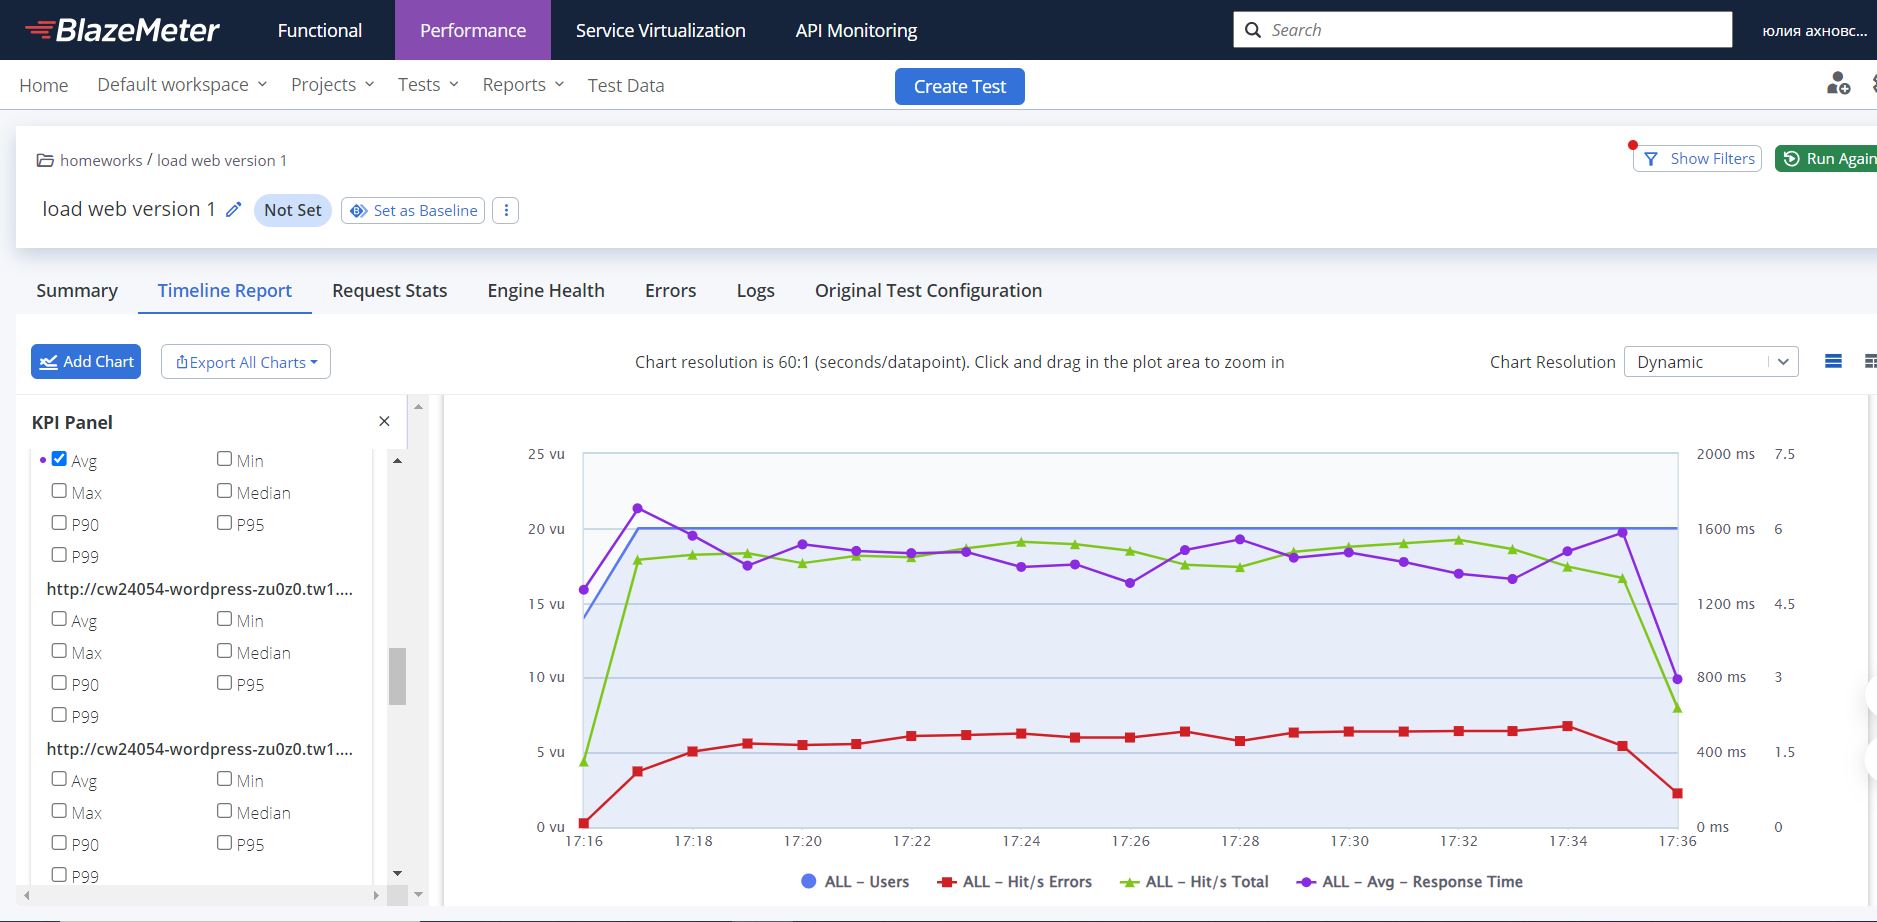 BlazeMeter Functional Performance Service Virtualization API Monitoring Search юлия ахновс...
Home Default workspace Projects Tests Reports Test Data Create Test
homeworks / load web version 1 Show Filters Run Again
load web version 1 Not Set Set as Baseline
Summary Timeline Report Request Stats Engine Health Errors Logs Original Test Configuration
Add Chart Export All Charts Chart resolution is 60:1 (seconds/datapoint). Click and drag in the plot area to zoom in Chart Resolution Dynamic
KPI Panel
Avg Min
Max Median
P90 P95
P99
http://cw24054-wordpress-zu0z0.tw1....
Avg Min
Max Median
P90 P95
P99
http://cw24054-wordpress-zu0z0.tw1....
Avg Min
Max Median
P90 P95
P99
25 vu 2000 ms 7.5
20 vu 1600 ms 6
15 vu 1200 ms 4.5
10 vu 800 ms 3
5 vu 400 ms 1.5
0 vu 0 ms 0
17:16 17:18 17:20 17:22 17:24 17:26 17:28 17:30 17:32 17:34 17:36
ALL – Users ALL – Hit/s Errors ALL – Hit/s Total ALL – Avg – Response Time